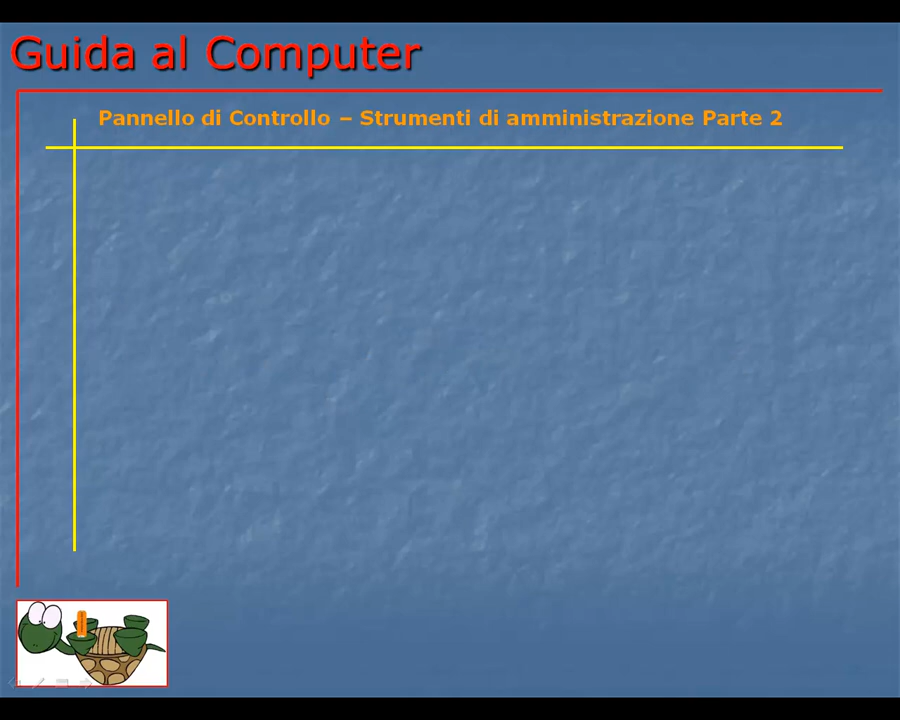 Guida al Computer
Pannello di Controllo – Strumenti di amministrazione Parte 2